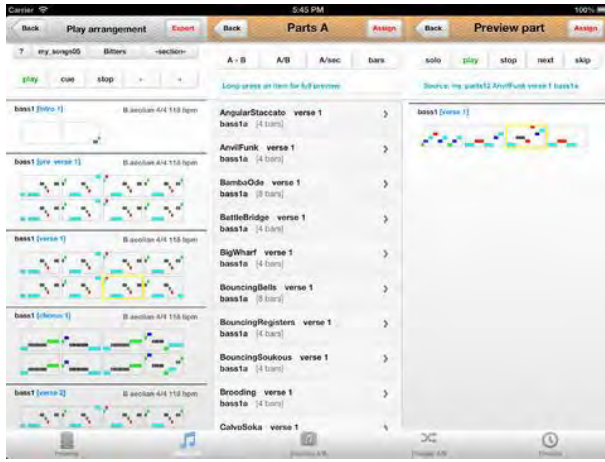 Carrier 5:45 PM 100%
Back Play arrangement Export
? my_songs05 Bitters -section-
play cue stop - -
bass1 [intro 1] B aeolian 4/4 118 bpm
bass1 [pre verse 1] B aeolian 4/4 118 bpm
bass1 [verse 1] B aeolian 4/4 118 bpm
bass1 [chorus 1] B aeolian 4/4 118 bpm
bass1 [verse 2] B aeolian 4/4 118 bpm
Back Parts A Assign
A - B A/B A/sec bars
Long-press an item for full preview
AngularStaccato verse 1
bass1a [4 bars]
AnvilFunk verse 1
bass1a [4 bars]
BambaOde verse 1
bass1a [8 bars]
BattleBridge verse 1
bass1a [4 bars]
BigWharf verse 1
bass1a [4 bars]
BouncingBells verse 1
bass1a [8 bars]
BouncingRegisters verse 1
bass1a [4 bars]
BouncingSoukous verse 1
bass1a [4 bars]
Brooding verse 1
bass1a [4 bars]
CalypSoka verse 1
Back Preview part Assign
solo play stop next skip
Source: my_parts12 AnvilFunk verse 1 bass1a
bass1 [verse 1]